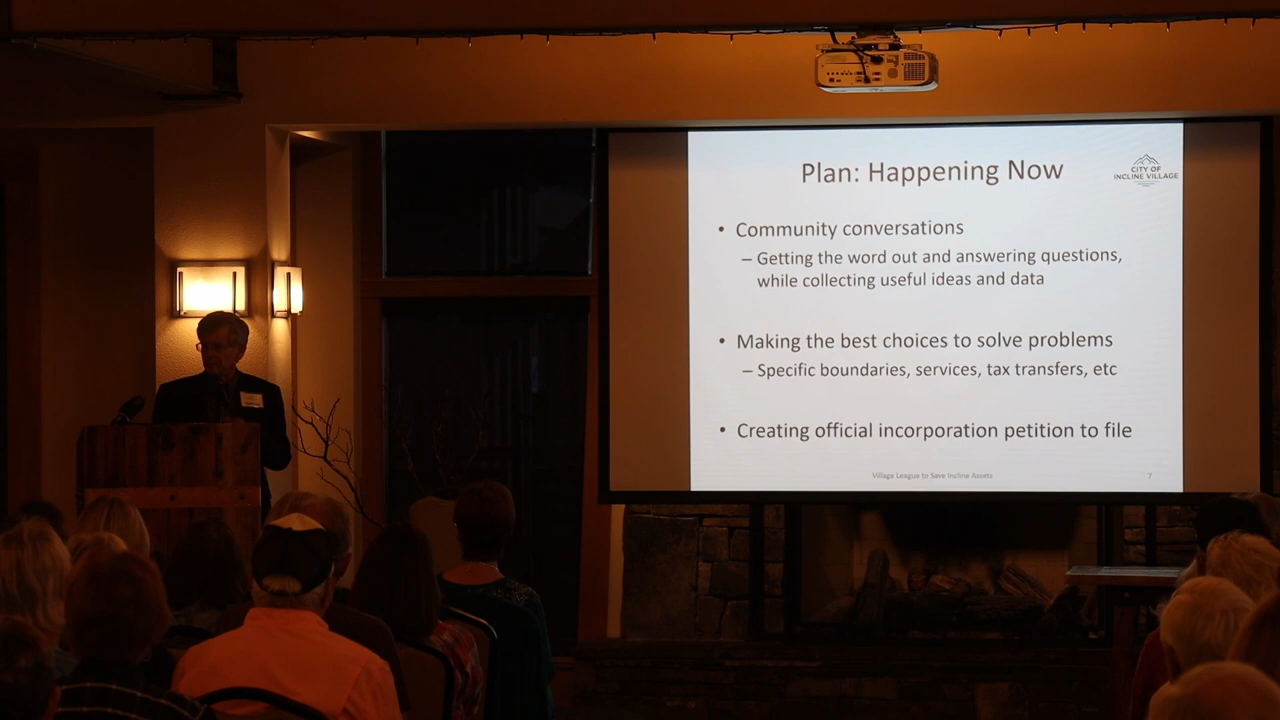 Plan: Happening Now
CITY OF
INCLINE VILLAGE
• Community conversations
– Getting the word out and answering questions,
while collecting useful ideas and data
• Making the best choices to solve problems
– Specific boundaries, services, tax transfers, etc
• Creating official incorporation petition to file
Village League to Save Incline Assets
7